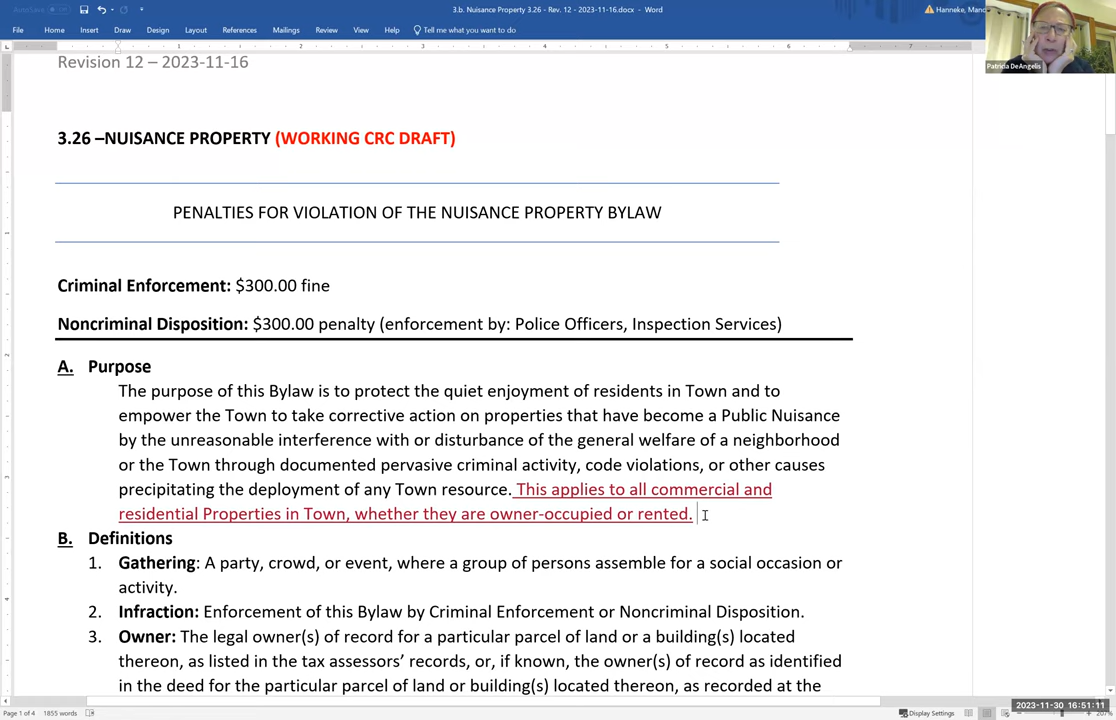 3.b. Nuisance Property 3.26 - Rev. 12 - 2023-11-16.docx - Word
Hanneke, Mand
File Home Insert Draw Design Layout References Mailings Review View Help Tell me what you want to do
1 2 3 4 5 6 7
Patricia DeAngelis
Revision 12 – 2023-11-16
3.26 –NUISANCE PROPERTY (WORKING CRC DRAFT)
PENALTIES FOR VIOLATION OF THE NUISANCE PROPERTY BYLAW
Criminal Enforcement: $300.00 fine
Noncriminal Disposition: $300.00 penalty (enforcement by: Police Officers, Inspection Services)
A. Purpose
The purpose of this Bylaw is to protect the quiet enjoyment of residents in Town and to
empower the Town to take corrective action on properties that have become a Public Nuisance
by the unreasonable interference with or disturbance of the general welfare of a neighborhood
or the Town through documented pervasive criminal activity, code violations, or other causes
precipitating the deployment of any Town resource. This applies to all commercial and
residential Properties in Town, whether they are owner-occupied or rented.
B. Definitions
1. Gathering: A party, crowd, or event, where a group of persons assemble for a social occasion or
activity.
2. Infraction: Enforcement of this Bylaw by Criminal Enforcement or Noncriminal Disposition.
3. Owner: The legal owner(s) of record for a particular parcel of land or a building(s) located
thereon, as listed in the tax assessors’ records, or, if known, the owner(s) of record as identified
in the deed for the particular parcel of land or building(s) located thereon, as recorded at the
Page 1 of 4 1855 words Display Settings
2023-11-30 16:51:11